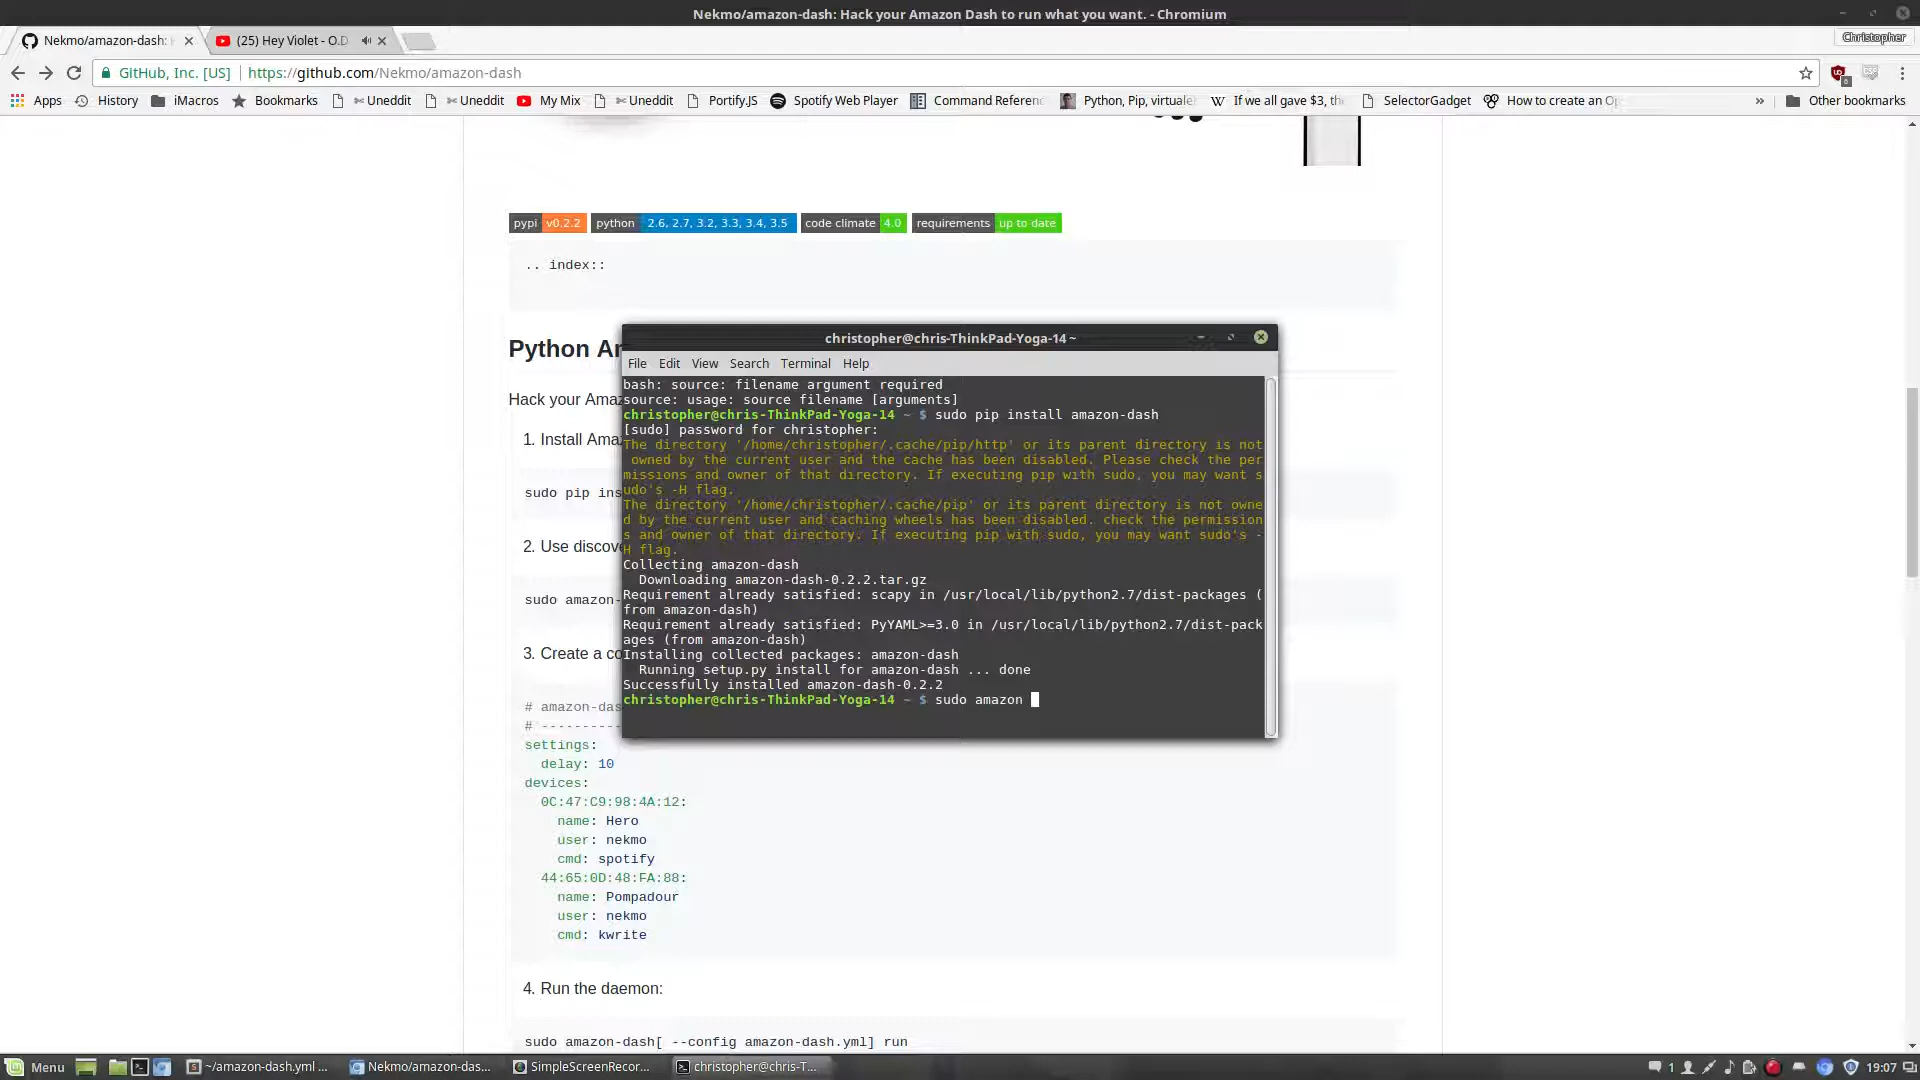 Nekmo/amazon-dash: Hack your Amazon Dash to run what you want. - Chromium
Nekmo/amazon-dash:
(25) Hey Violet - O.D
Christopher
GitHub, Inc. [US]
https://github.com/Nekmo/amazon-dash
Apps
History
iMacros
Bookmarks
Uneddit
Uneddit
My Mix
Uneddit
Portify.JS
Spotify Web Player
Command Referenc
Python, Pip, virtuale
If we all gave $3, th
SelectorGadget
How to create an Op
»
Other bookmarks
pypi v0.2.2
python 2.6, 2.7, 3.2, 3.3, 3.4, 3.5
code climate 4.0
requirements up to date
.. index::
Python Am
Hack your Amaz
1. Install Ama
sudo pip ins
2. Use discove
sudo amazon-
3. Create a co
# amazon-das
# ----------
settings:
delay: 10
devices:
0C:47:C9:98:4A:12:
name: Hero
user: nekmo
cmd: spotify
44:65:0D:48:FA:88:
name: Pompadour
user: nekmo
cmd: kwrite
4. Run the daemon:
sudo amazon-dash[ --config amazon-dash.yml] run
christopher@chris-ThinkPad-Yoga-14 ~
File Edit View Search Terminal Help
bash: source: filename argument required
source: usage: source filename [arguments]
christopher@chris-ThinkPad-Yoga-14 ~ $ sudo pip install amazon-dash
[sudo] password for christopher:
The directory '/home/christopher/.cache/pip/http' or its parent directory is not
owned by the current user and the cache has been disabled. Please check the per
missions and owner of that directory. If executing pip with sudo, you may want s
udo's -H flag.
The directory '/home/christopher/.cache/pip' or its parent directory is not owne
d by the current user and caching wheels has been disabled. check the permission
s and owner of that directory. If executing pip with sudo, you may want sudo's -
H flag.
Collecting amazon-dash
Downloading amazon-dash-0.2.2.tar.gz
Requirement already satisfied: scapy in /usr/local/lib/python2.7/dist-packages (
from amazon-dash)
Requirement already satisfied: PyYAML>=3.0 in /usr/local/lib/python2.7/dist-pack
ages (from amazon-dash)
Installing collected packages: amazon-dash
Running setup.py install for amazon-dash ... done
Successfully installed amazon-dash-0.2.2
christopher@chris-ThinkPad-Yoga-14 ~ $ sudo amazon
Menu
~/amazon-dash.yml ...
Nekmo/amazon-das...
SimpleScreenRecor...
christopher@chris-T...
1
19:07